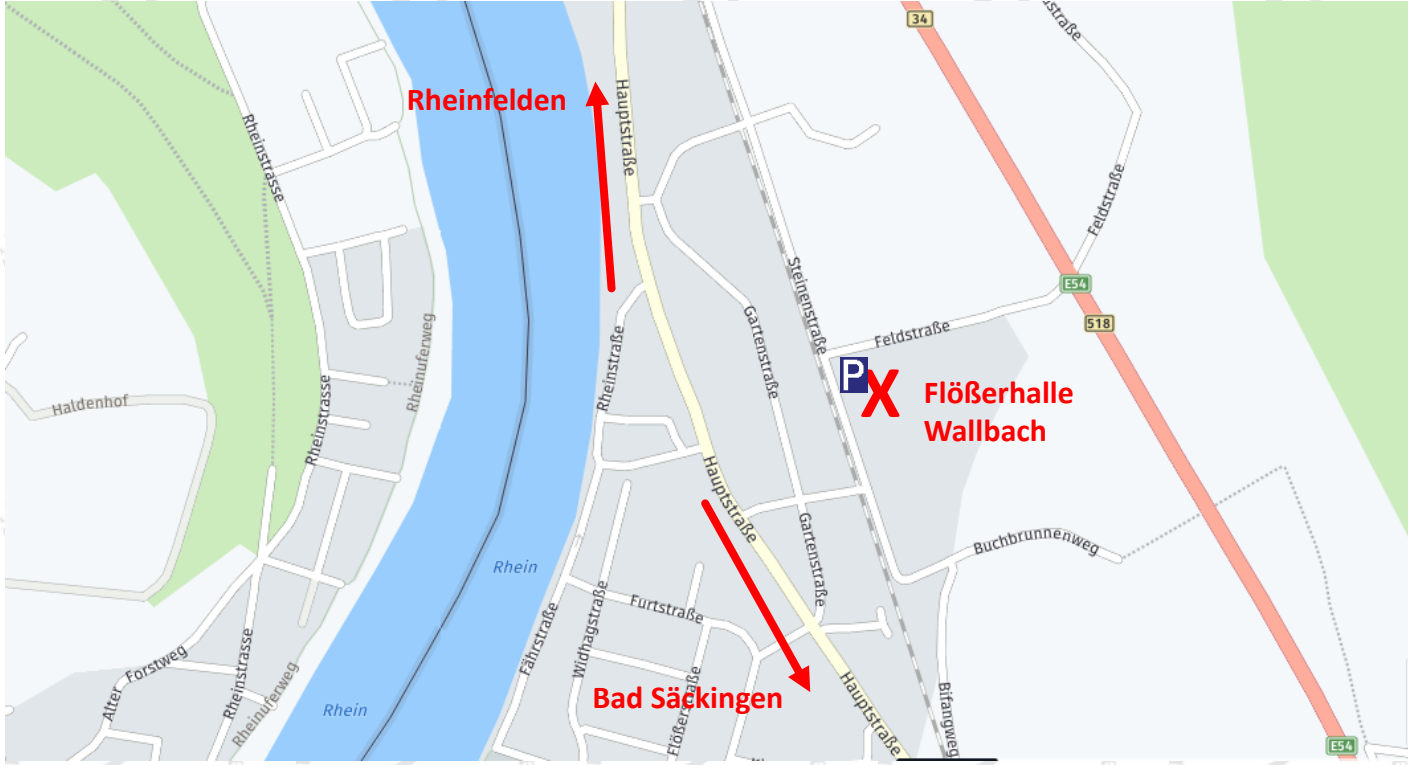 34
straße
Rheinfelden
Hauptstraße
Rheinstrasse
Feldstraße
Steinenstraße
E54
518
Gartenstraße
Feldstraße
Rheinuferweg
Rheinstraße
P
X
Flößerhalle
Wallbach
Haldenhof
Rheinstrasse
Hauptstraße
Gartenstraße
Buchbrunnenweg
Rhein
Furtstraße
Widhagstraße
Fährstraße
Alter Forstweg
Rheinstrasse
Rheinuferweg
Rhein
Bad Säckingen
Flößerstraße
Hauptstraße
Bifangweg
E54